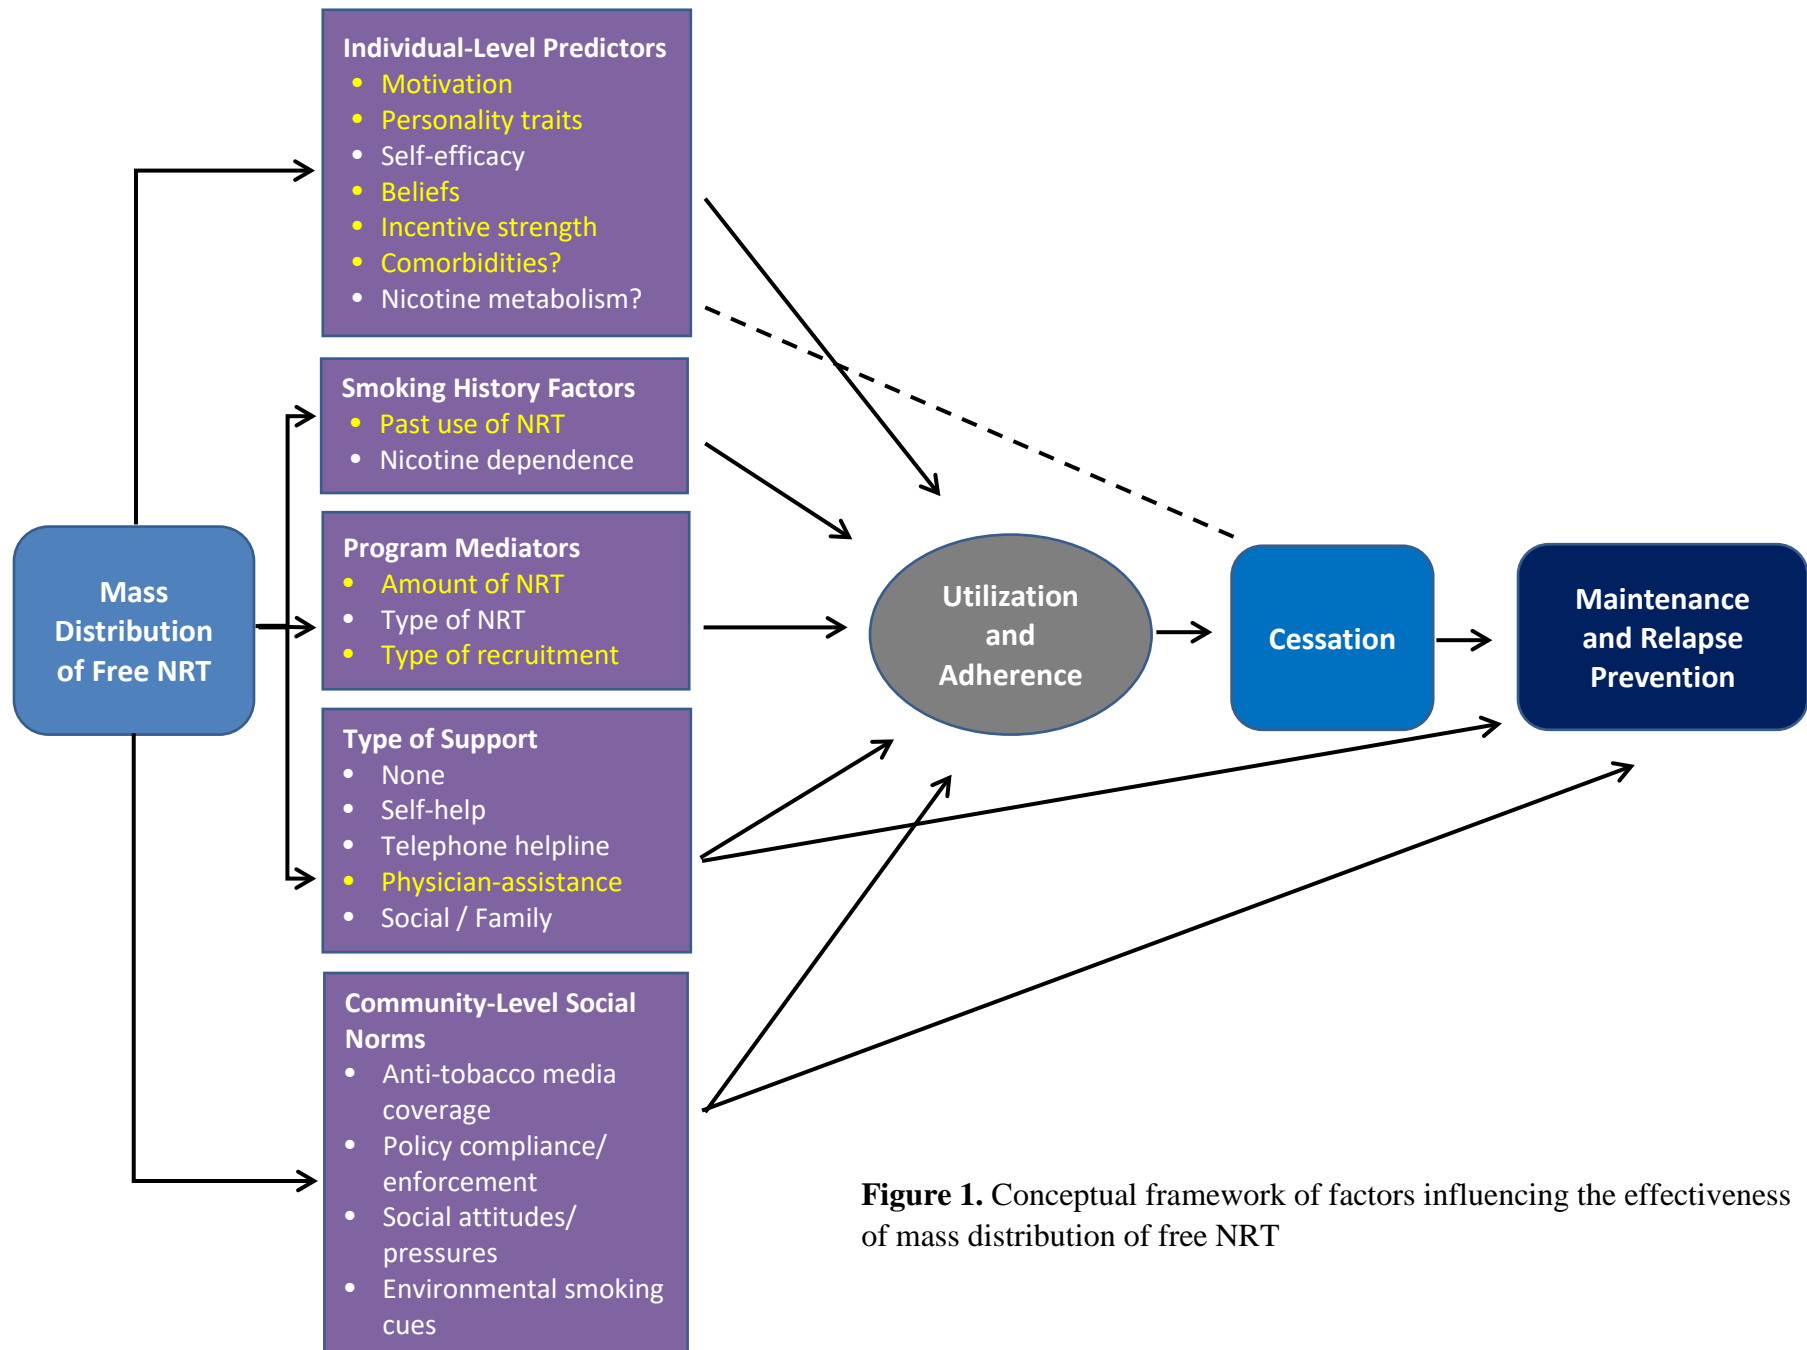 Individual-Level Predictors
• Motivation
• Personality traits
• Self-efficacy
• Beliefs
• Incentive strength
• Comorbidities?
• Nicotine metabolism?
Smoking History Factors
• Past use of NRT
• Nicotine dependence
Mass
Distribution
of Free NRT
Program Mediators
• Amount of NRT
• Type of NRT
• Type of recruitment
Utilization
and
Adherence
Cessation
Maintenance
and Relapse
Prevention
Type of Support
• None
• Self-help
• Telephone helpline
• Physician-assistance
• Social / Family
Community-Level Social
Norms
• Anti-tobacco media
coverage
• Policy compliance/
enforcement
• Social attitudes/
pressures
• Environmental smoking
cues
Figure 1. Conceptual framework of factors influencing the effectiveness
of mass distribution of free NRT